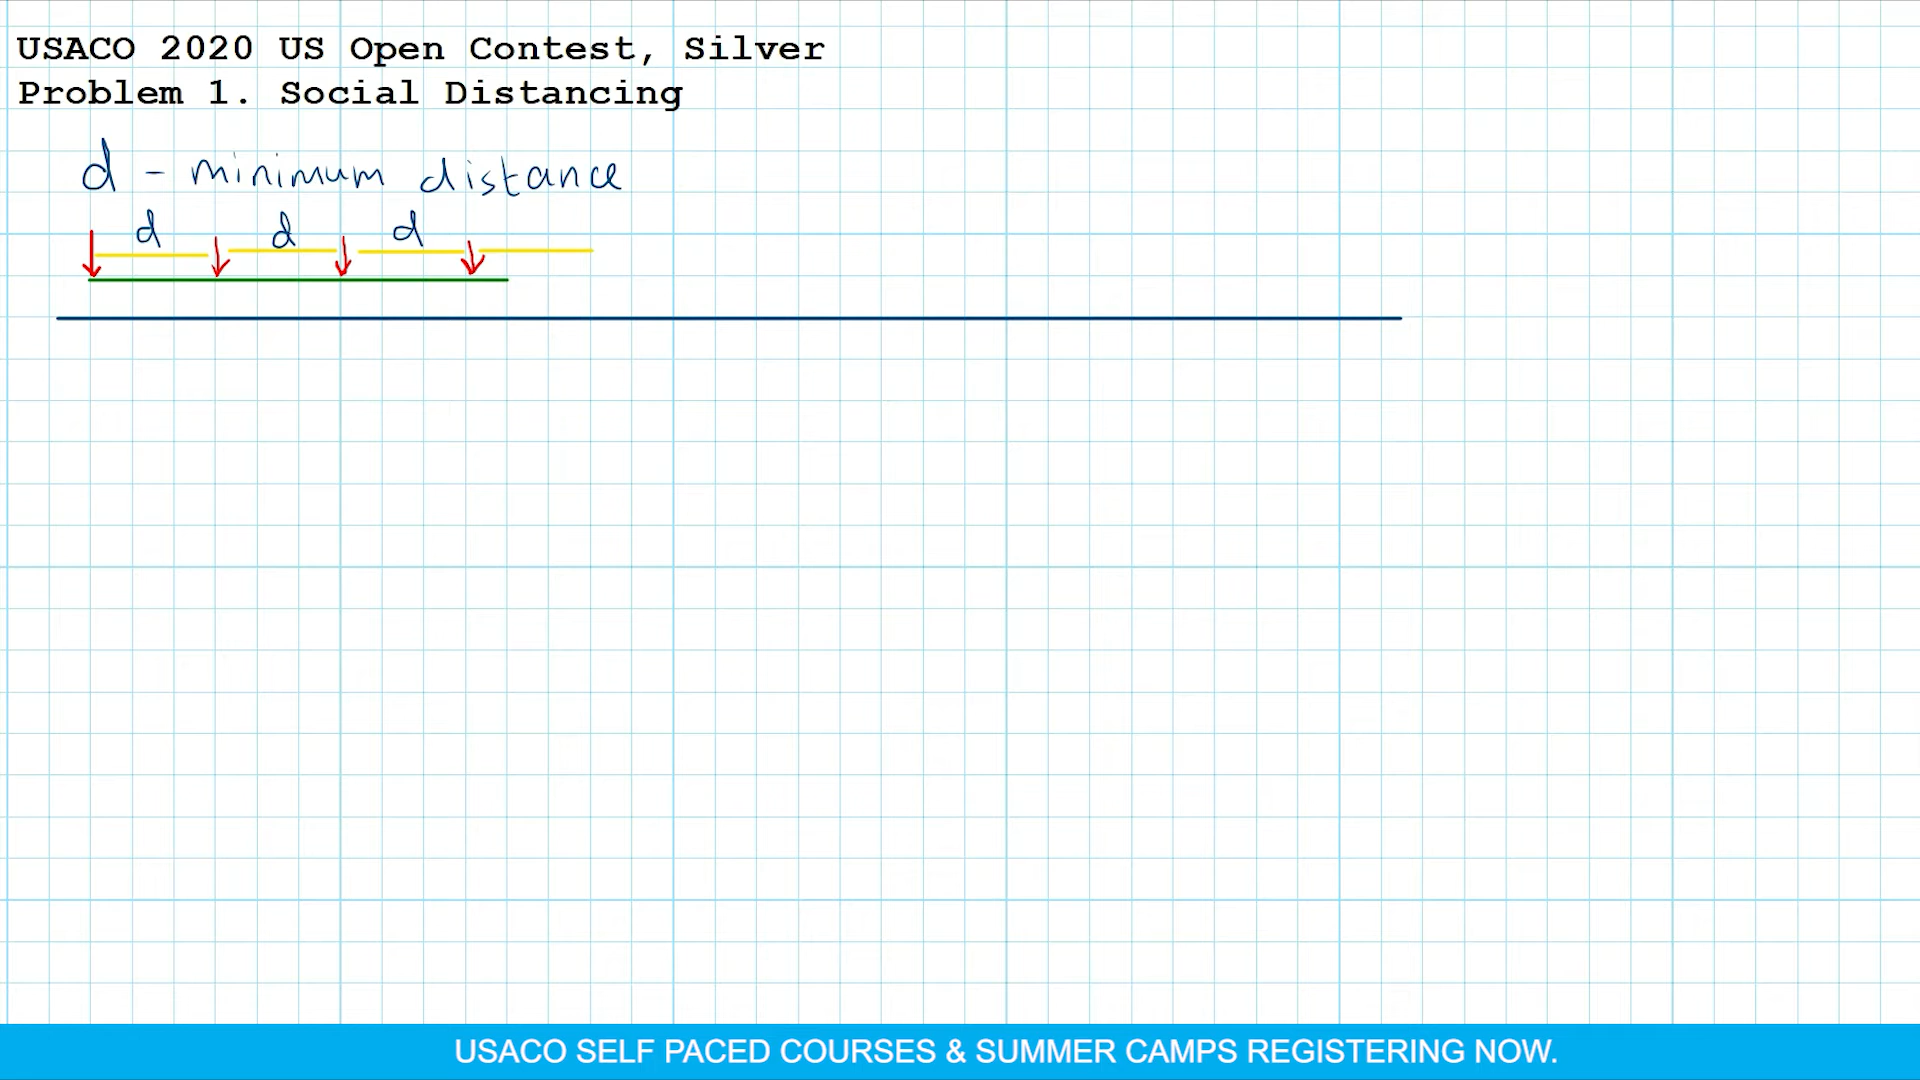 USACO 2020 US Open Contest, Silver
Problem 1. Social Distancing
d - minimum distance
d d d
USACO SELF PACED COURSES & SUMMER CAMPS REGISTERING NOW.